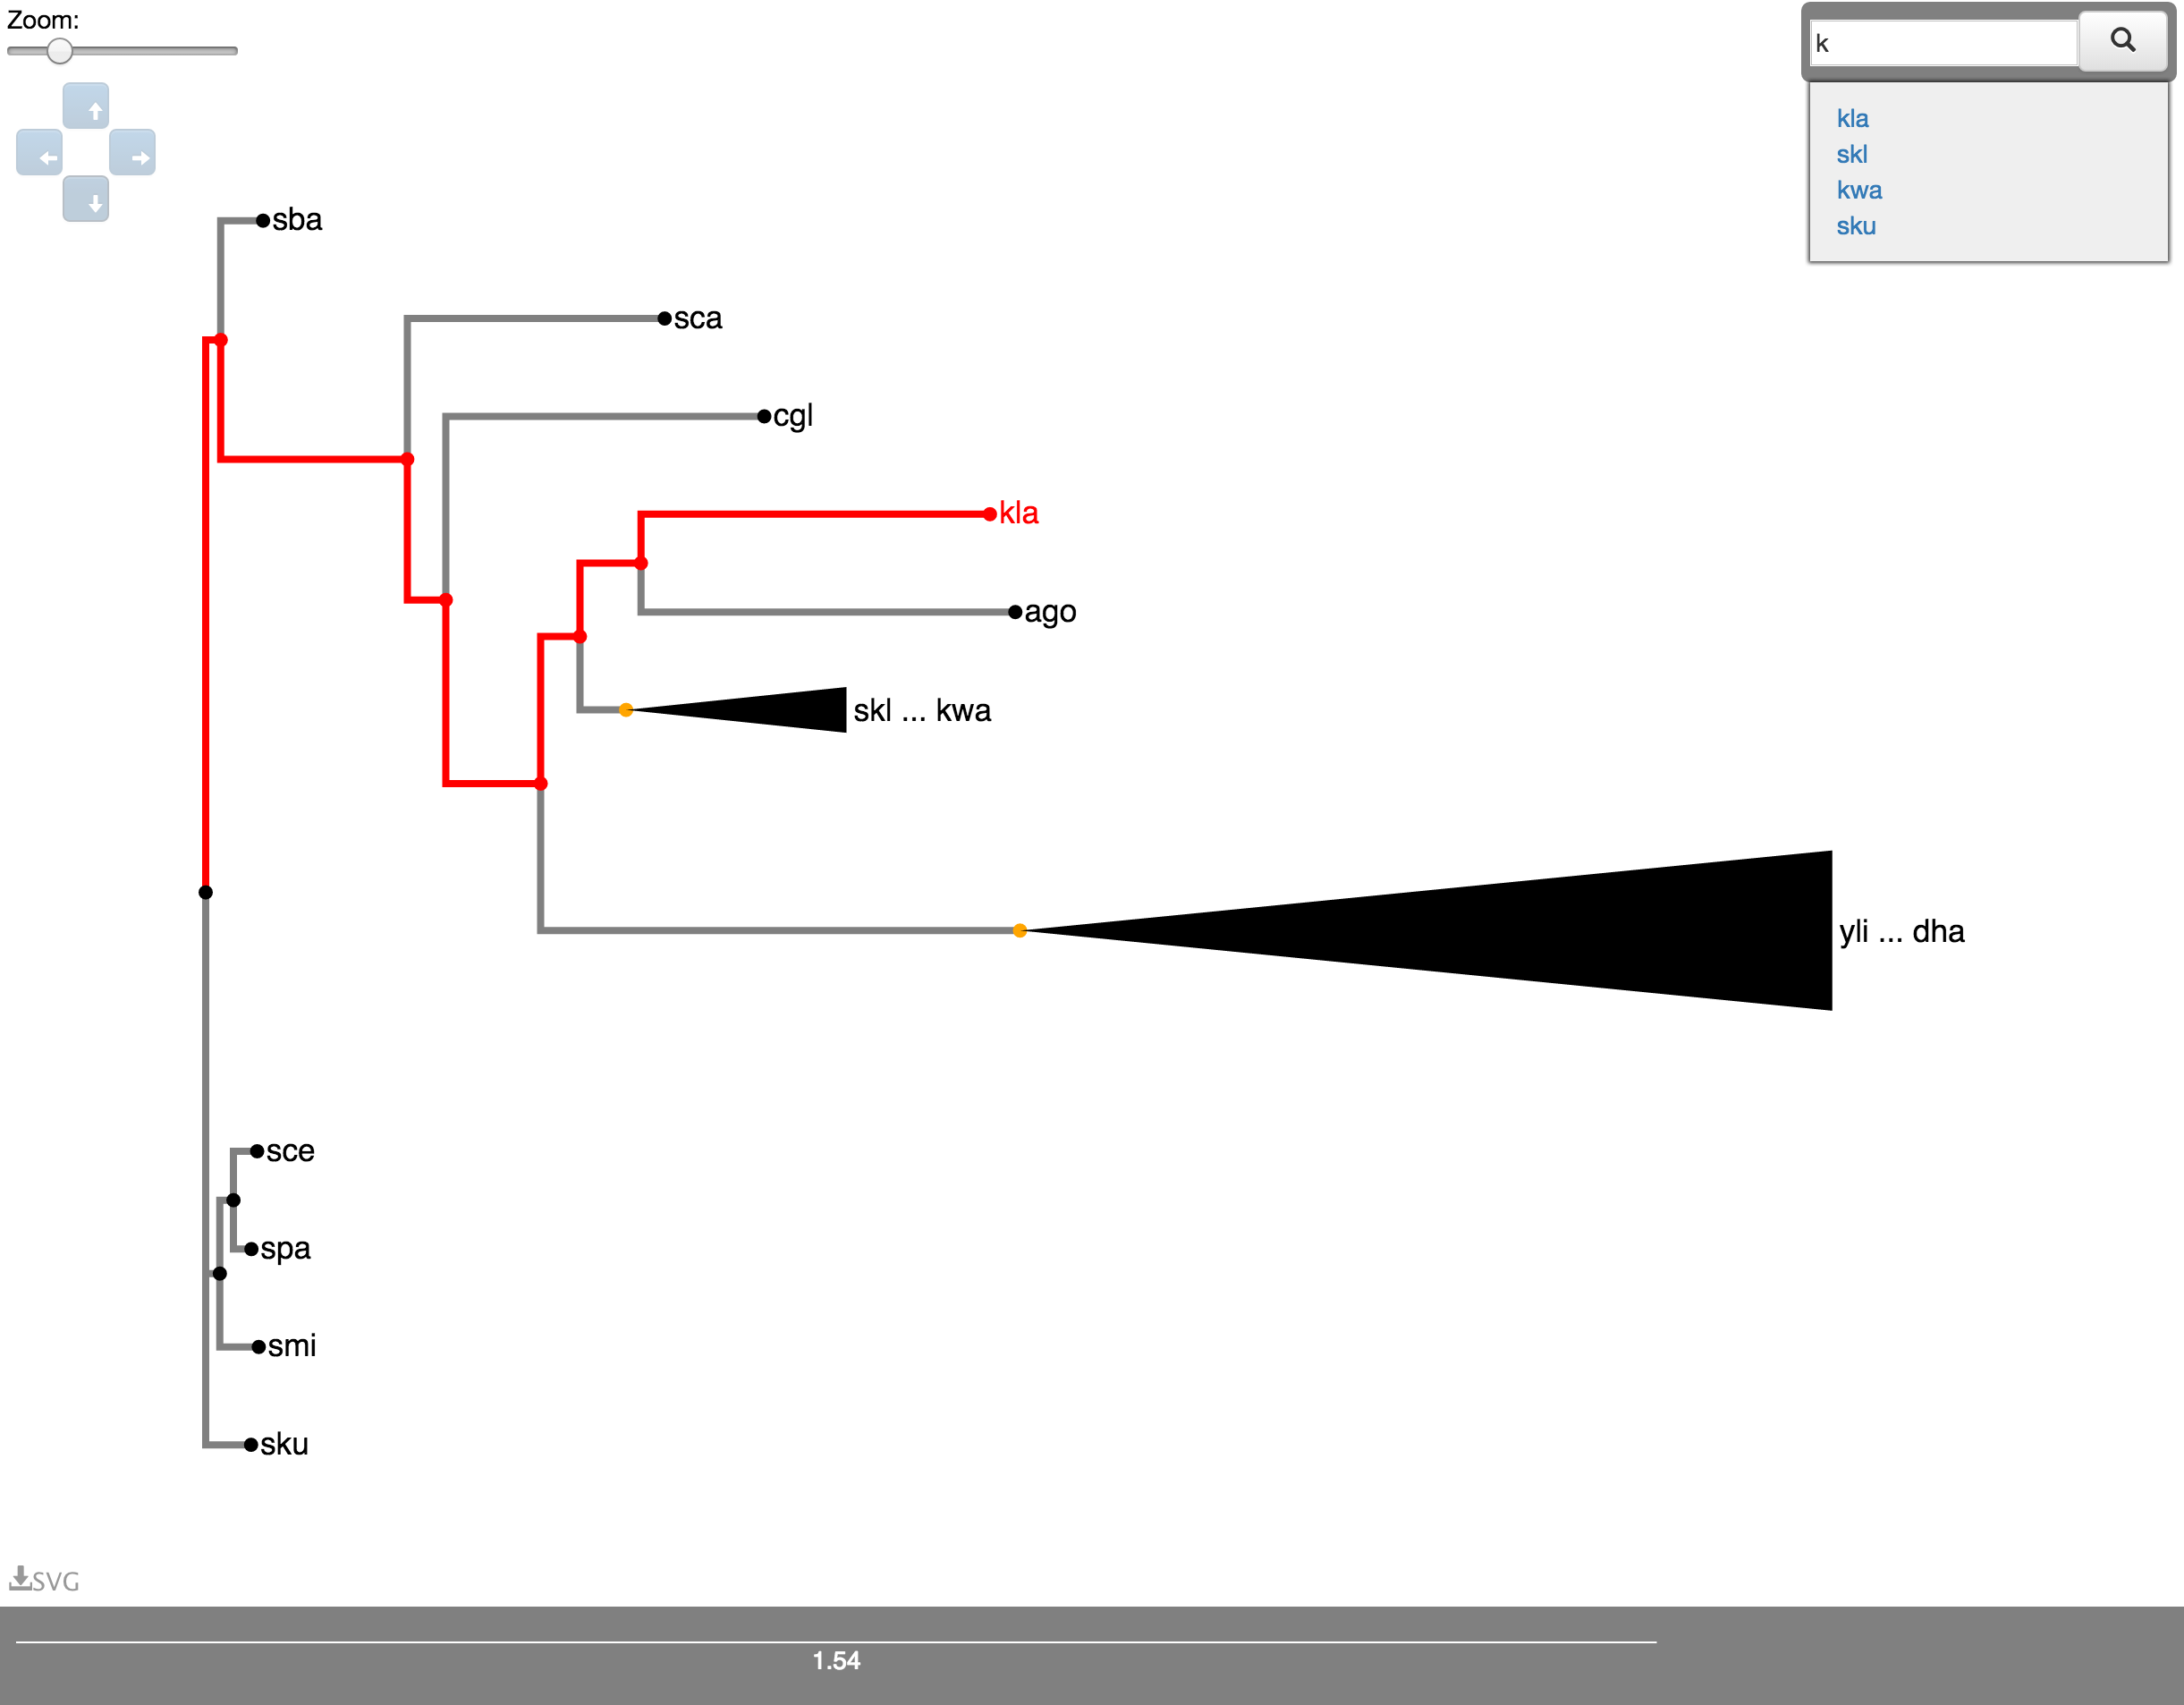 Zoom:
k
kla
skl
kwa
sku
sba
sca
cgl
kla
ago
skl ... kwa
yli ... dha
sce
spa
smi
sku
SVG
1.54